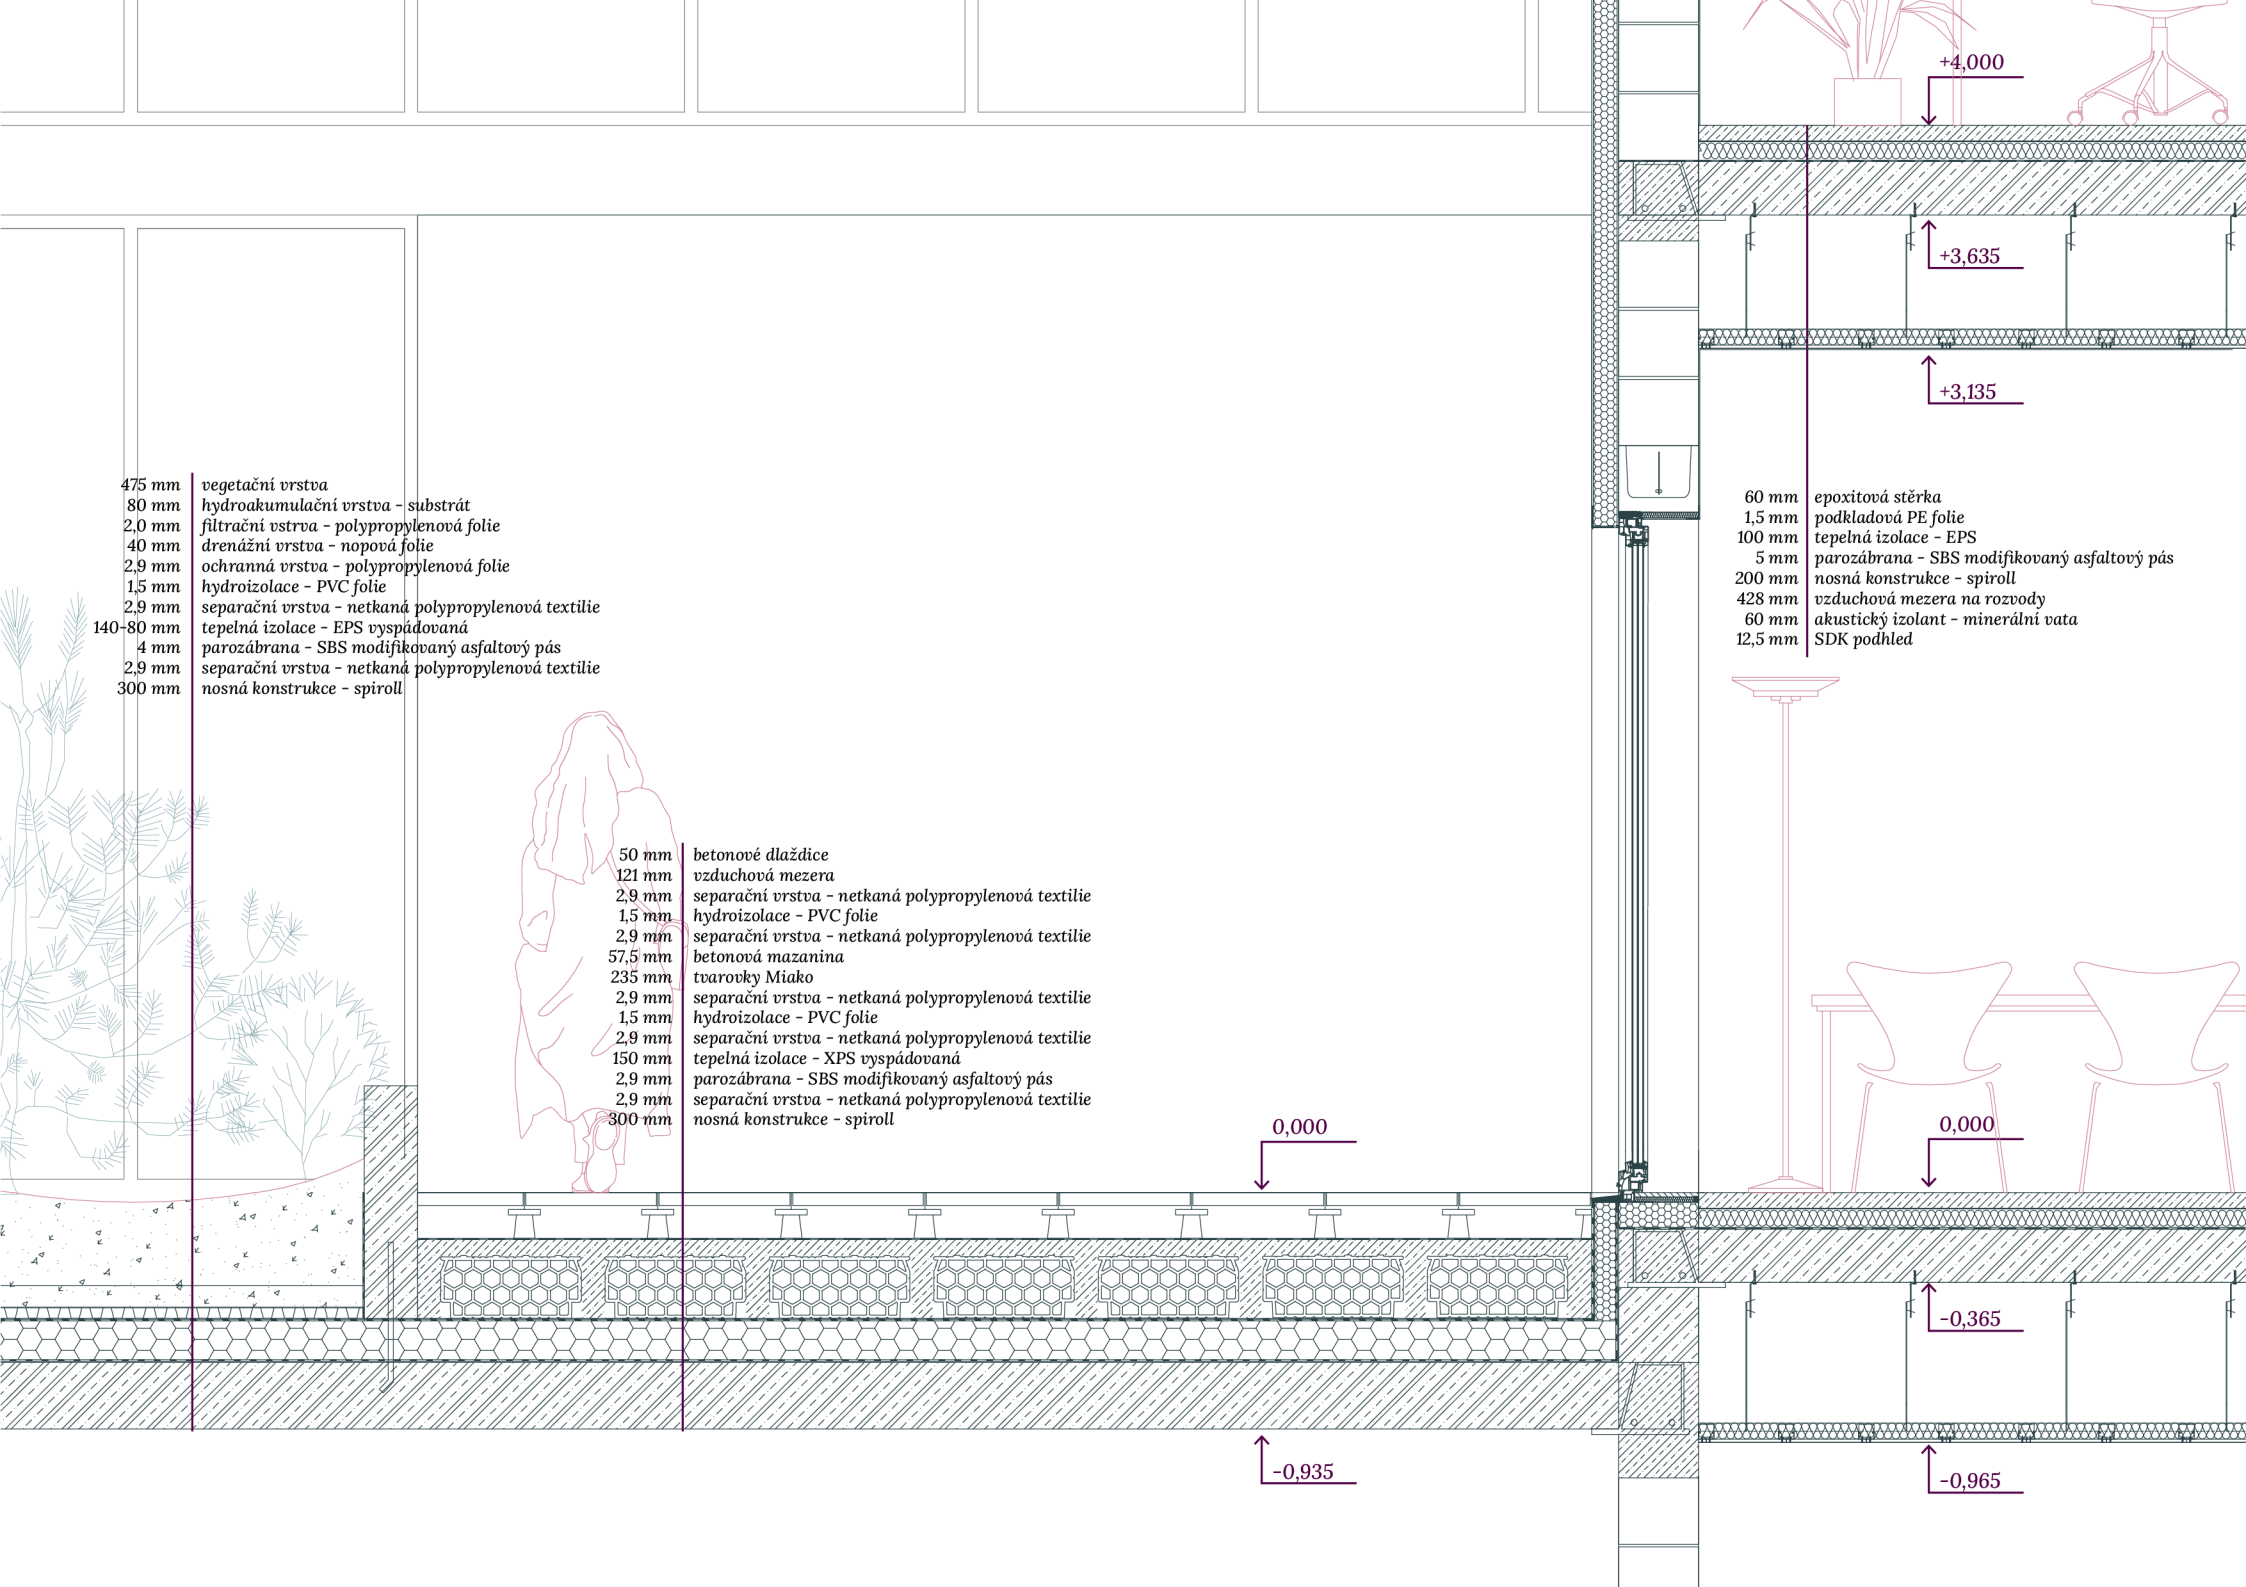 +4,000
+3,635
+3,135
475 mm vegetační vrstva
80 mm hydroakumulační vrstva - substrát
2,0 mm filtrační vstrva - polypropylenová folie
40 mm drenážní vrstva - nopová folie
2,9 mm ochranná vrstva - polypropylenová folie
1,5 mm hydroizolace - PVC folie
2,9 mm separační vrstva - netkaná polypropylenová textilie
140-80 mm tepelná izolace - EPS vyspádovaná
4 mm parozábrana - SBS modifikovaný asfaltový pás
2,9 mm separační vrstva - netkaná polypropylenová textilie
300 mm nosná konstrukce - spiroll
60 mm epoxitová stěrka
1,5 mm podkladová PE folie
100 mm tepelná izolace - EPS
5 mm parozábrana - SBS modifikovaný asfaltový pás
200 mm nosná konstrukce - spiroll
428 mm vzduchová mezera na rozvody
60 mm akustický izolant - minerální vata
12,5 mm SDK podhled
50 mm betonové dlaždice
121 mm vzduchová mezera
2,9 mm separační vrstva - netkaná polypropylenová textilie
1,5 mm hydroizolace - PVC folie
2,9 mm separační vrstva - netkaná polypropylenová textilie
57,5 mm betonová mazanina
235 mm tvarovky Miako
2,9 mm separační vrstva - netkaná polypropylenová textilie
1,5 mm hydroizolace - PVC folie
2,9 mm separační vrstva - netkaná polypropylenová textilie
150 mm tepelná izolace - XPS vyspádovaná
2,9 mm parozábrana - SBS modifikovaný asfaltový pás
2,9 mm separační vrstva - netkaná polypropylenová textilie
300 mm nosná konstrukce - spiroll
0,000
0,000
-0,365
-0,935
-0,965